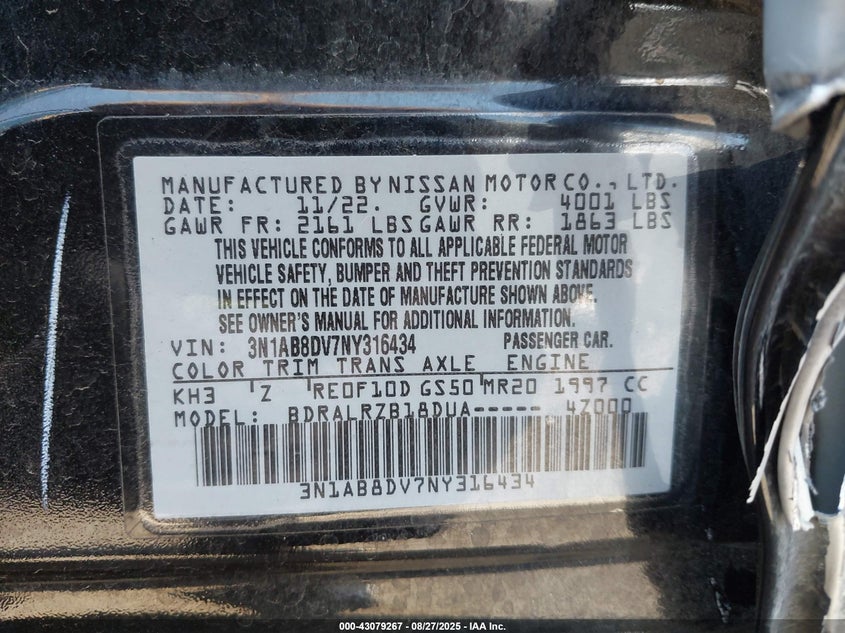 MANUFACTURED BY NISSAN MOTOR CO., LTD.
DATE: 11/22. GVWR: 4001 LBS
GAWR FR: 2161 LBS GAWR RR: 1863 LBS
THIS VEHICLE CONFORMS TO ALL APPLICABLE FEDERAL MOTOR
VEHICLE SAFETY, BUMPER AND THEFT PREVENTION STANDARDS
IN EFFECT ON THE DATE OF MANUFACTURE SHOWN ABOVE.
SEE OWNER'S MANUAL FOR ADDITIONAL INFORMATION.
VIN: 3N1AB8DV7NY316434 PASSENGER CAR.
COLOR TRIM TRANS AXLE ENGINE
KH3 Z RE0F10D GS50 MR20 1997 CC
MODEL: BDRALRZB18DUA----- 4Z000
3N1AB8DV7NY316434
000-43079267 - 08/27/2025 - IAA Inc.